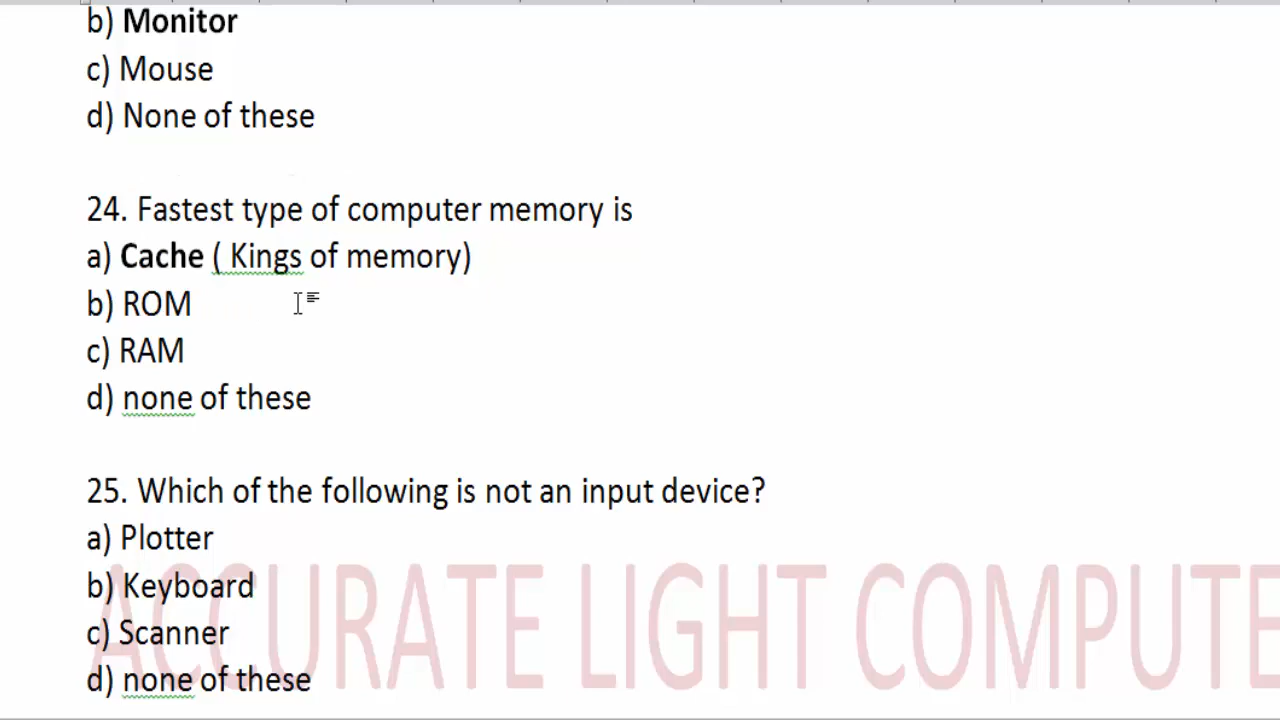 b) Monitor
c) Mouse
d) None of these
24. Fastest type of computer memory is
a) Cache ( Kings of memory)
b) ROM
c) RAM
d) none of these
25. Which of the following is not an input device?
a) Plotter
b) Keyboard
c) Scanner
d) none of these
ACCURATE LIGHT COMPUTE